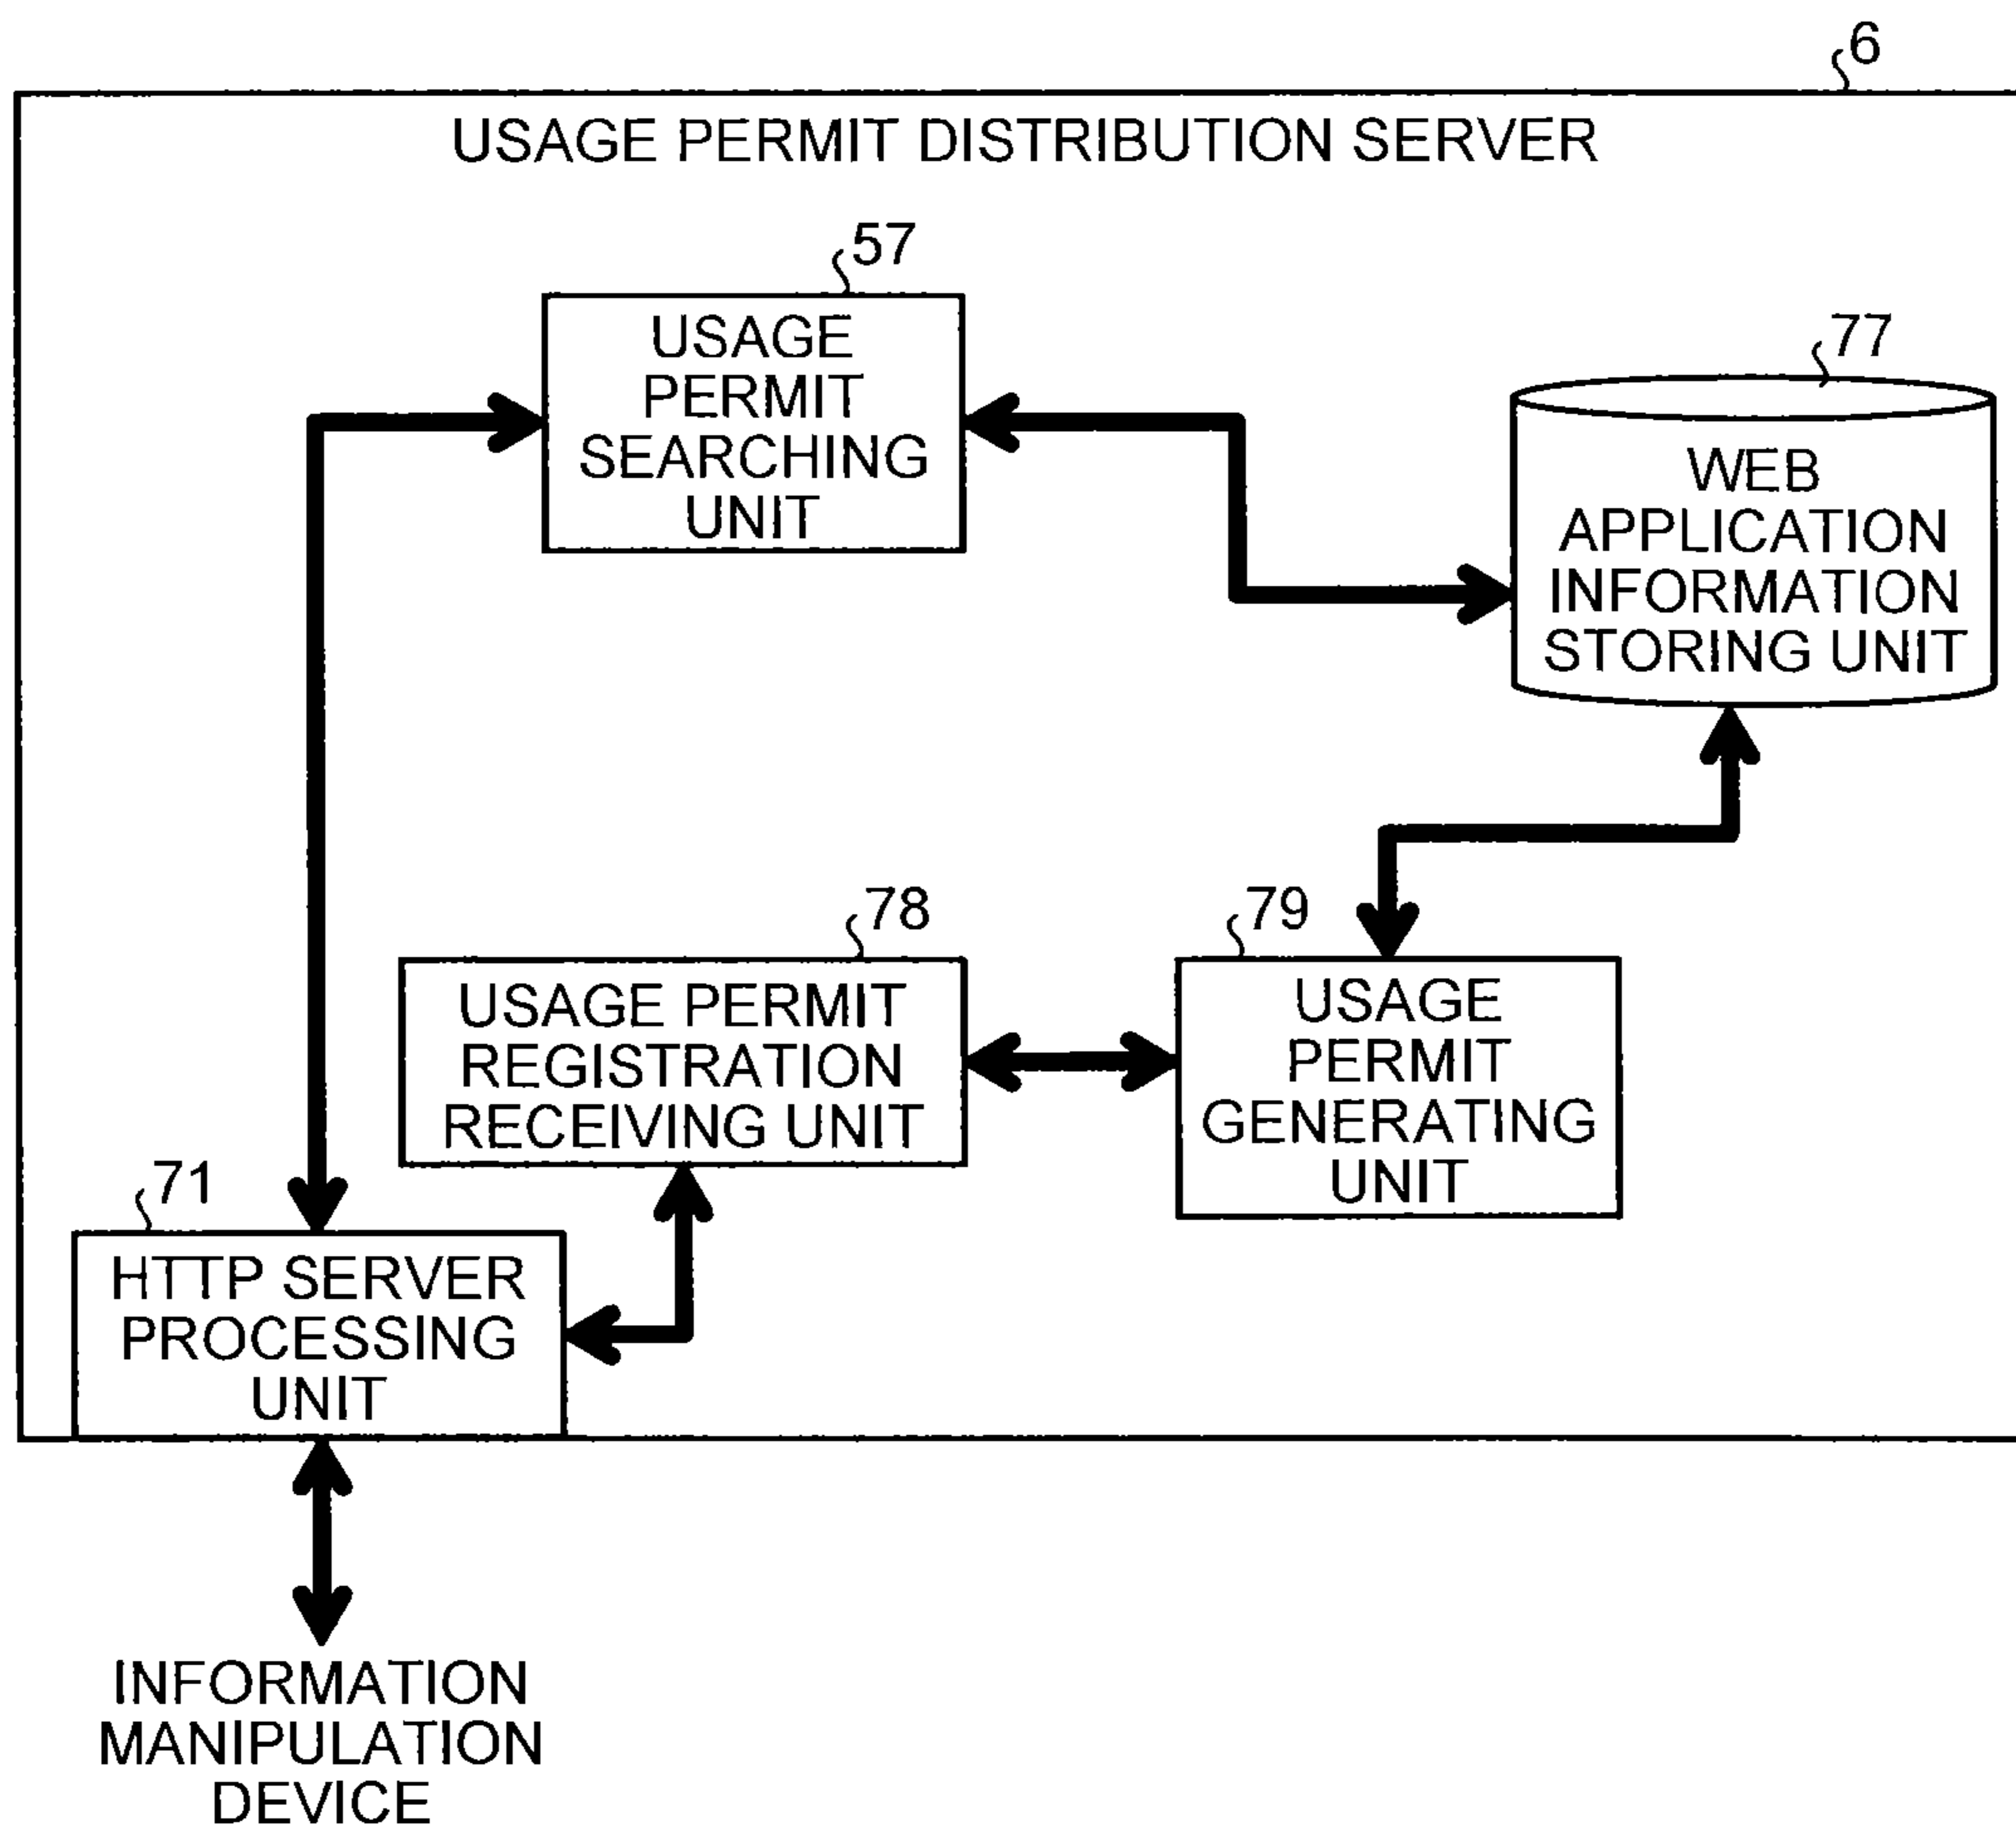 6
USAGE PERMIT DISTRIBUTION SERVER
57
USAGE
PERMIT
SEARCHING
UNIT
77
WEB
APPLICATION
INFORMATION
STORING UNIT
78
USAGE PERMIT
REGISTRATION
RECEIVING UNIT
79
USAGE
PERMIT
GENERATING
UNIT
71
HTTP SERVER
PROCESSING
UNIT
INFORMATION
MANIPULATION
DEVICE